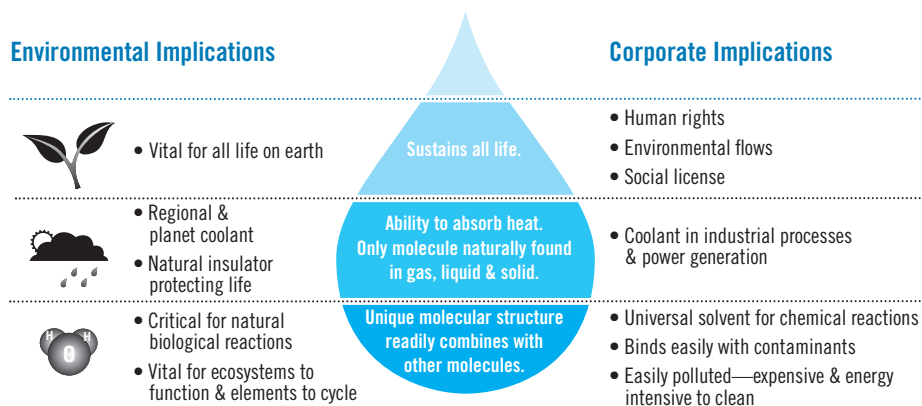 Environmental Implications
Corporate Implications
• Vital for all life on earth
Sustains all life.
• Human rights
• Environmental flows
• Social license
• Regional &
planet coolant
• Natural insulator
protecting life
Ability to absorb heat.
Only molecule naturally found
in gas, liquid & solid.
• Coolant in industrial processes
& power generation
H H
O
• Critical for natural
biological reactions
• Vital for ecosystems to
function & elements to cycle
Unique molecular structure
readily combines with
other molecules.
• Universal solvent for chemical reactions
• Binds easily with contaminants
• Easily polluted—expensive & energy
intensive to clean